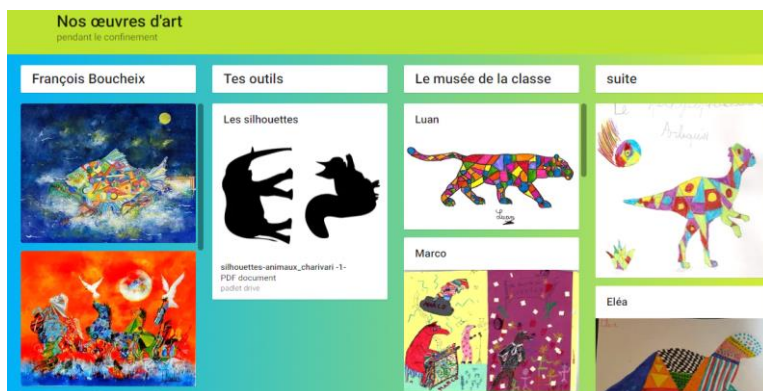 Nos œuvres d'art
pendant le confinement
François Boucheix
Tes outils
Les silhouettes
silhouettes-animaux_charivari -1-
PDF document
padlet drive
Le musée de la classe
Luan
Marco
suite
Le
Eléa